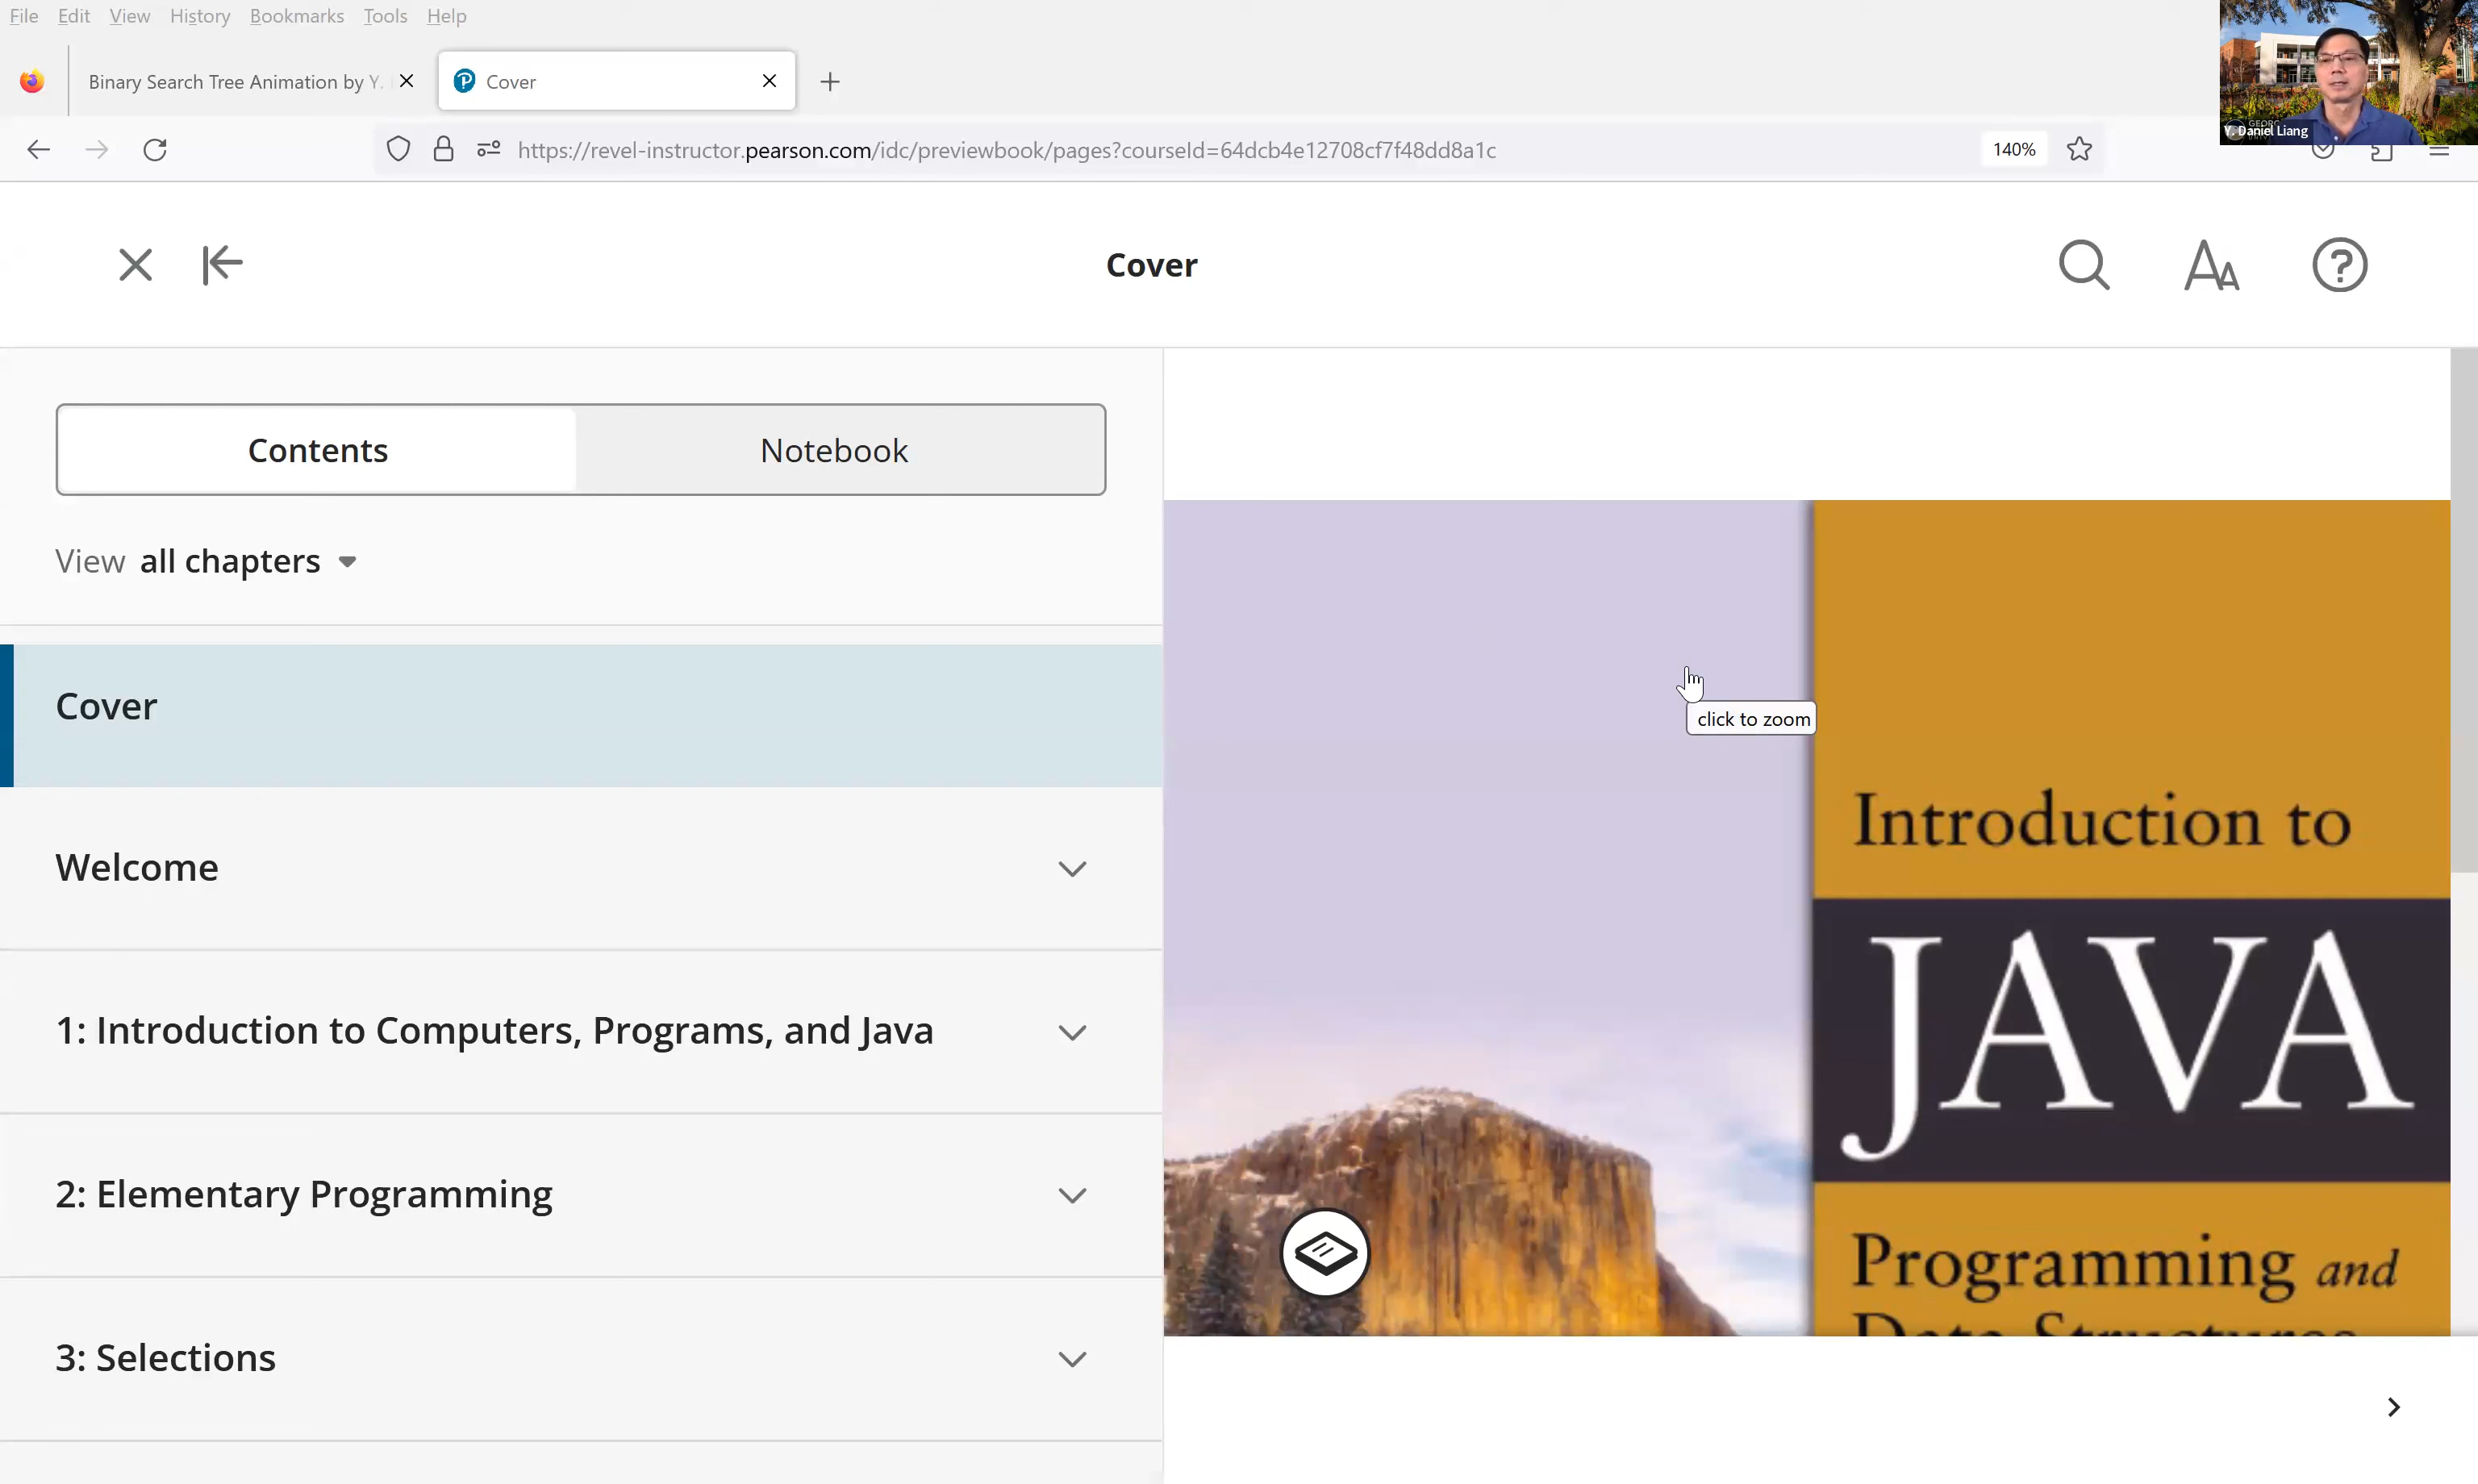 File Edit View History Bookmarks Tools Help
Binary Search Tree Animation by Y.
Cover
https://revel-instructor.pearson.com/idc/previewbook/pages?courseId=64dcb4e12708cf7f48dd8a1c
140%
Y. Daniel Liang
Cover
Contents
Notebook
View all chapters
Cover
Welcome
1: Introduction to Computers, Programs, and Java
2: Elementary Programming
3: Selections
click to zoom
Introduction to
JAVA
Programming and
Data Structures